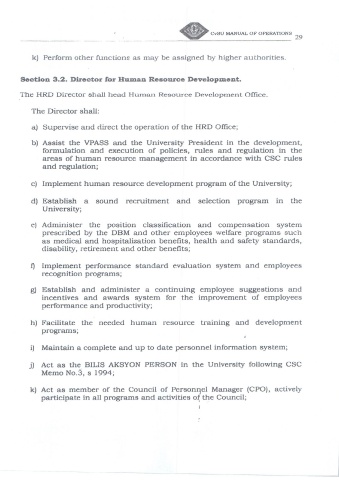 CvSU MANUAL OF OPERATIONS 29
k) Perform other functions as may be assigned by higher authorities.
Section 3.2. Director for Human Resource Development.
The HRD Director shall head Human Resource Development Office.
The Director shall:
a) Supervise and direct the operation of the HRD Office;
b) Assist the VPASS and the University President in the development,
formulation and execution of policies, rules and regulation in the
areas of human resource management in accordance with CSC rules
and regulation;
c) Implement human resource development program of the University;
d) Establish a sound recruitment and selection program in the
University;
e) Administer the position classification and compensation system
prescribed by the DBM and other employees welfare programs such
as medical and hospitalization benefits, health and safety standards,
disability, retirement and other benefits;
f) Implement performance standard evaluation system and employees
recognition programs;
g) Establish and administer a continuing employee suggestions and
incentives and awards system for the improvement of employees
performance and productivity;
h) Facilitate the needed human resource training and development
programs;
i) Maintain a complete and up to date personnel information system;
j) Act as the BILIS AKSYON PERSON in the University following CSC
Memo No.3, s 1994;
k) Act as member of the Council of Personnel Manager (CPO), actively
participate in all programs and activities of the Council;